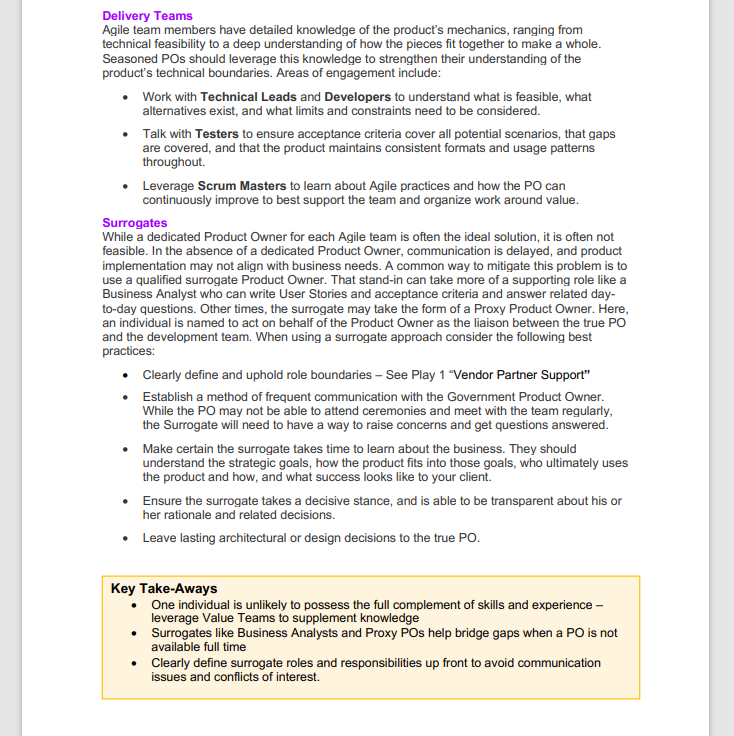 Delivery Teams
Agile team members have detailed knowledge of the product's mechanics, ranging from
technical feasibility to a deep understanding of how the pieces fit together to make a whole.
Seasoned POs should leverage this knowledge to strengthen their understanding of the
product's technical boundaries. Areas of engagement include:
• Work with Technical Leads and Developers to understand what is feasible, what
alternatives exist, and what limits and constraints need to be considered.
• Talk with Testers to ensure acceptance criteria cover all potential scenarios, that gaps
are covered, and that the product maintains consistent formats and usage patterns
throughout.
• Leverage Scrum Masters to learn about Agile practices and how the PO can
continuously improve to best support the team and organize work around value.
Surrogates
While a dedicated Product Owner for each Agile team is often the ideal solution, it is often not
feasible. In the absence of a dedicated Product Owner, communication is delayed, and product
implementation may not align with business needs. A common way to mitigate this problem is to
use a qualified surrogate Product Owner. That stand-in can take more of a supporting role like a
Business Analyst who can write User Stories and acceptance criteria and answer related day-
to-day questions. Other times, the surrogate may take the form of a Proxy Product Owner. Here,
an individual is named to act on behalf of the Product Owner as the liaison between the true PO
and the development team. When using a surrogate approach consider the following best
practices:
• Clearly define and uphold role boundaries – See Play 1 “Vendor Partner Support”
• Establish a method of frequent communication with the Government Product Owner.
While the PO may not be able to attend ceremonies and meet with the team regularly,
the Surrogate will need to have a way to raise concerns and get questions answered.
• Make certain the surrogate takes time to learn about the business. They should
understand the strategic goals, how the product fits into those goals, who ultimately uses
the product and how, and what success looks like to your client.
• Ensure the surrogate takes a decisive stance, and is able to be transparent about his or
her rationale and related decisions.
• Leave lasting architectural or design decisions to the true PO.
Key Take-Aways
• One individual is unlikely to possess the full complement of skills and experience –
leverage Value Teams to supplement knowledge
• Surrogates like Business Analysts and Proxy POs help bridge gaps when a PO is not
available full time
• Clearly define surrogate roles and responsibilities up front to avoid communication
issues and conflicts of interest.